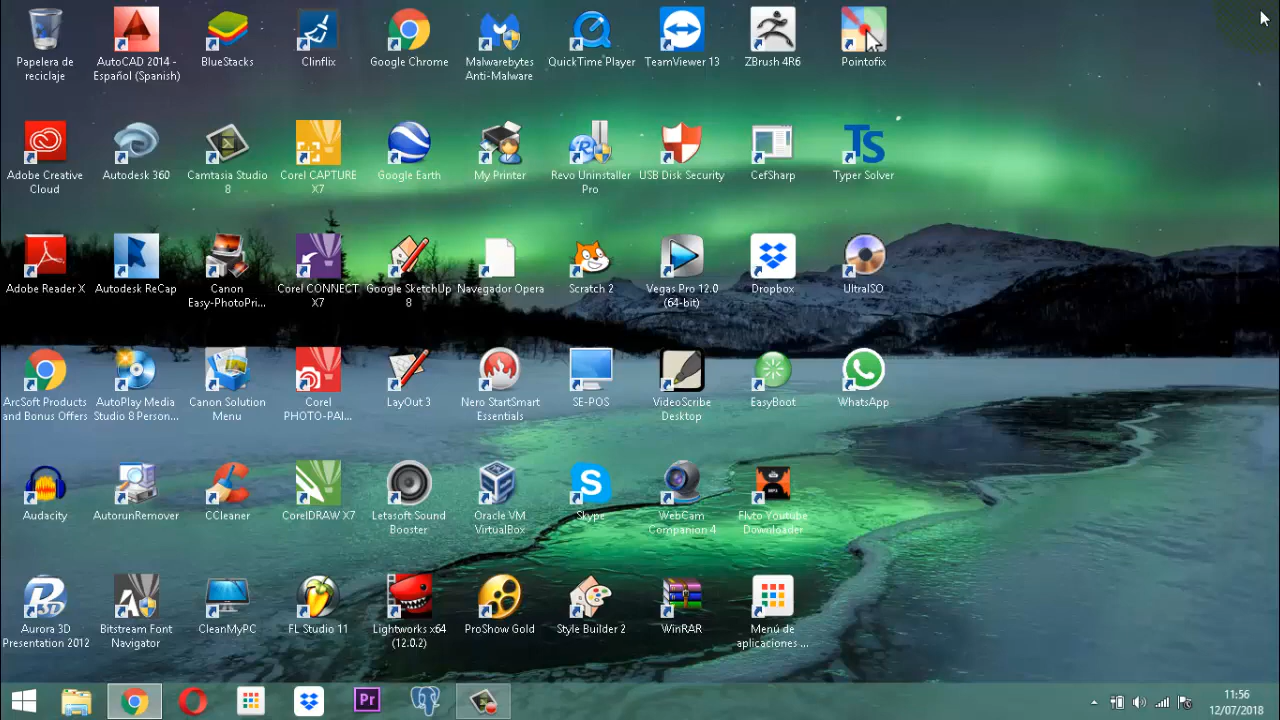 Papelera de
reciclaje
AutoCAD 2014 -
Español (Spanish)
BlueStacks
Clinflix
Google Chrome
Malwarebytes
Anti-Malware
QuickTime Player
TeamViewer 13
ZBrush 4R6
Pointofix
Adobe Creative
Cloud
Autodesk 360
Camtasia Studio
8
Corel CAPTURE
X7
Google Earth
My Printer
Revo Uninstaller
Pro
USB Disk Security
CefSharp
TS
Typer Solver
Adobe Reader X
Autodesk ReCap
Canon
Easy-PhotoPri...
Corel CONNECT
X7
Google SketchUp
8
Navegador Opera
Scratch 2
Vegas Pro 12.0
(64-bit)
Dropbox
UltraISO
ArcSoft Products
and Bonus Offers
AutoPlay Media
Studio 8 Person...
Canon Solution
Menu
Corel
PHOTO-PAI...
LayOut 3
Nero StartSmart
Essentials
SE-POS
VideoScribe
Desktop
EasyBoot
WhatsApp
Audacity
AutorunRemover
CCleaner
CorelDRAW X7
Letasoft Sound
Booster
Oracle VM
VirtualBox
Skype
WebCam
Companion 4
Flvto Youtube
Downloader
Aurora 3D
Presentation 2012
Bitstream Font
Navigator
CleanMyPC
FL Studio 11
Lightworks x64
(12.0.2)
ProShow Gold
Style Builder 2
WinRAR
Menú de
aplicaciones ...
Pr
11:56
12/07/2018